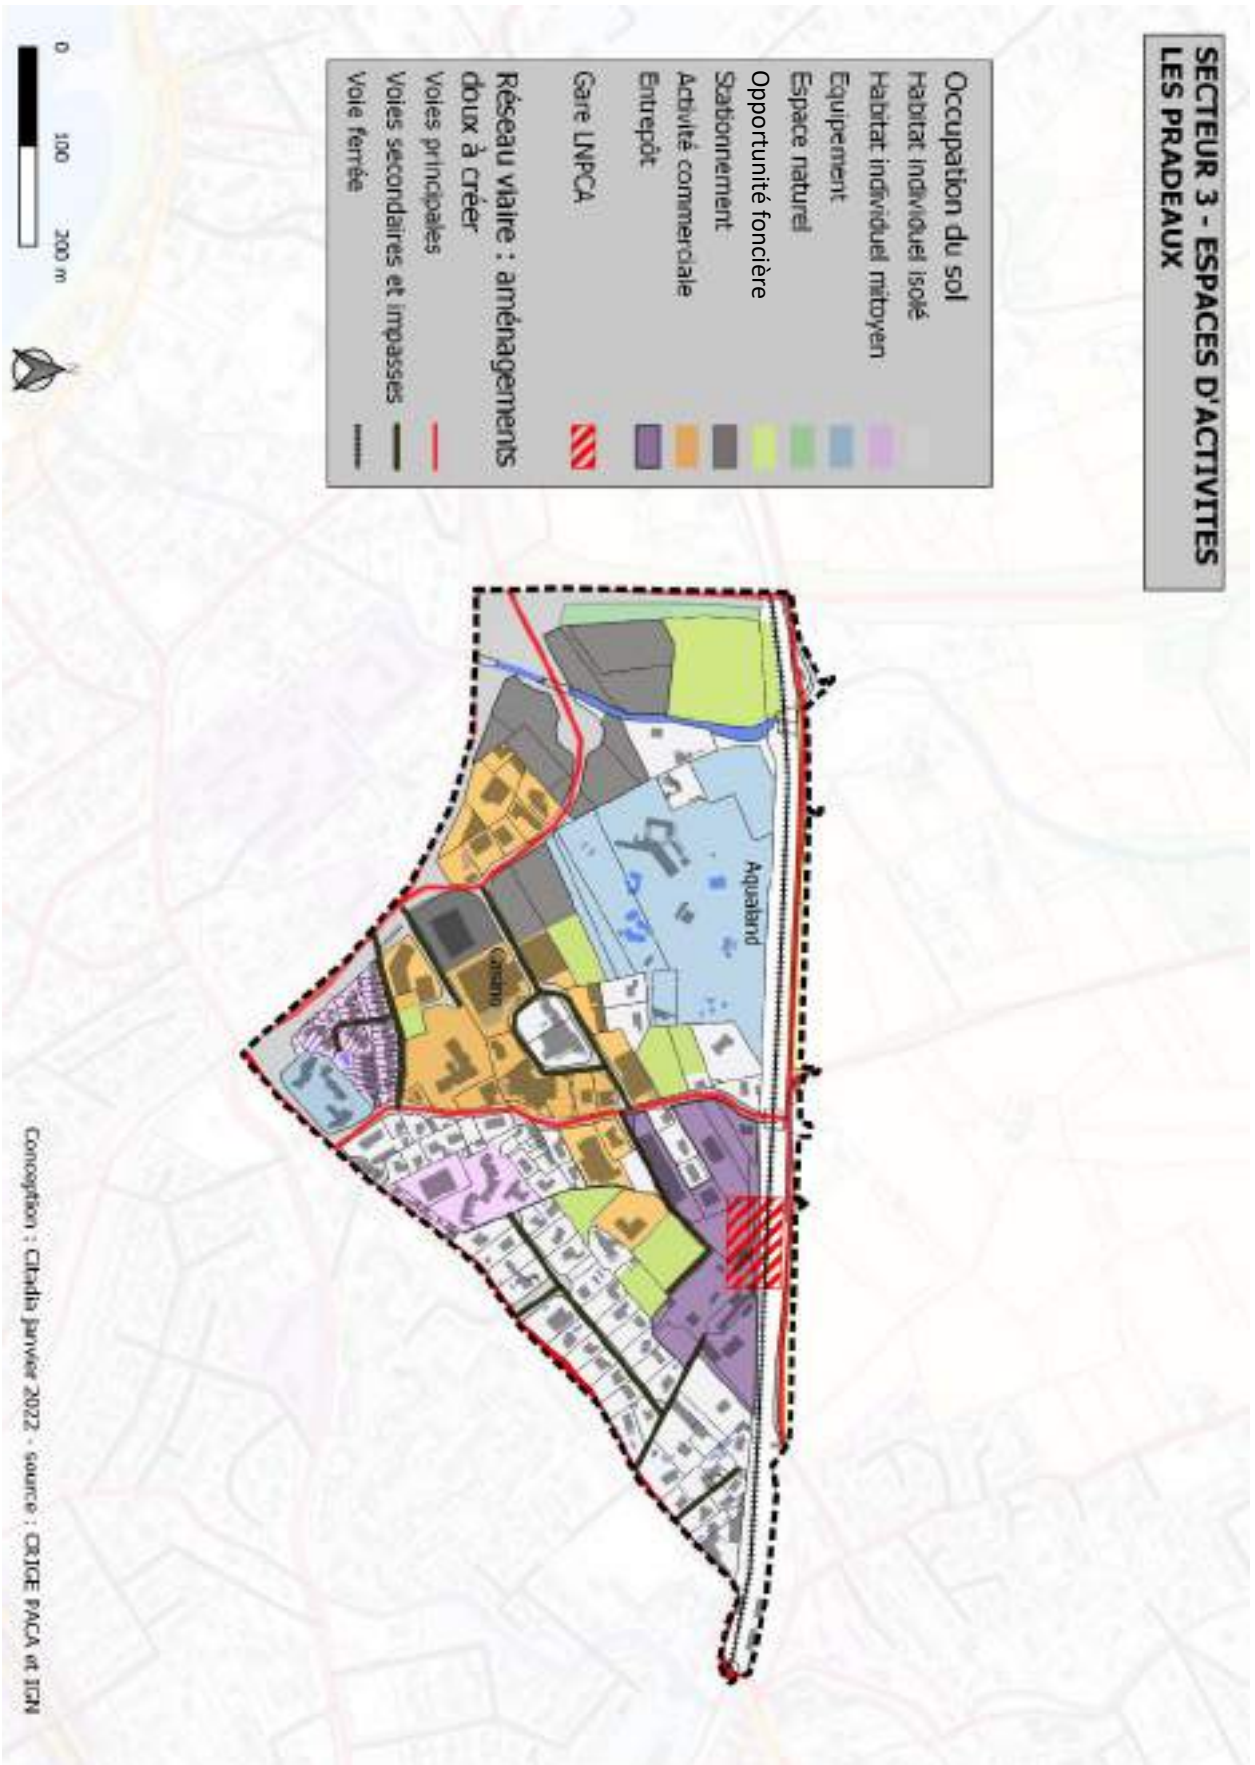 SECTEUR 3 - ESPACES D'ACTIVITES
LES PRADEAUX
Occupation du sol
Habitat individuel isolé
Habitat individuel mitoyen
Equipement
Espace naturel
Opportunité foncière
Stationnement
Activité commerciale
Entrepôt
Gare LNPCA
Réseau viaire : aménagements
doux à créer
Voies principales
Voies secondaires et impasses
Voie ferrée
0 100 200 m
Aqualand
Casino
Conception : Citadia janvier 2022 - source : CRIGE PACA et IGN